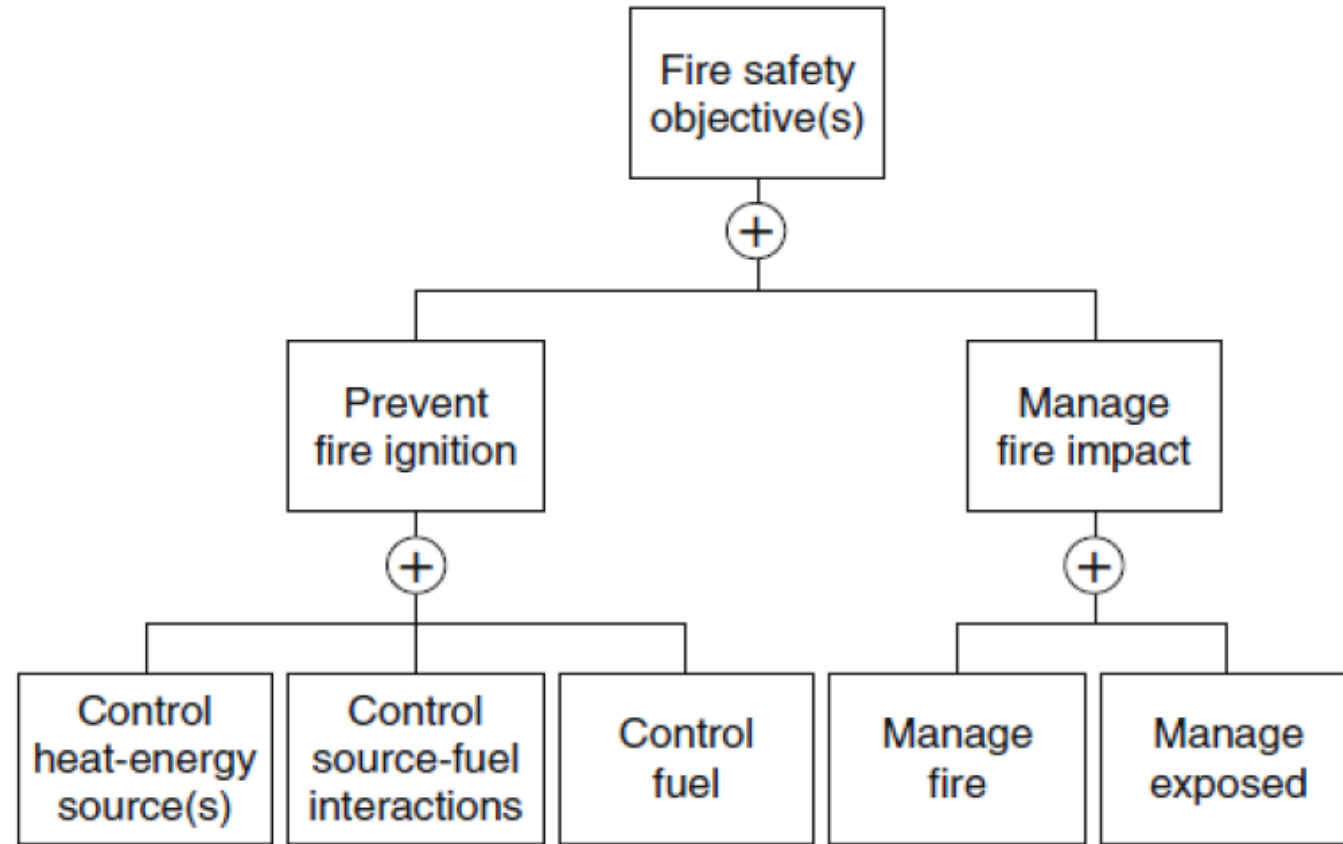 Fire safety
objective(s)
+
Prevent
fire ignition
Manage
fire impact
+
+
Control
heat-energy
source(s)
Control
source-fuel
interactions
Control
fuel
Manage
fire
Manage
exposed